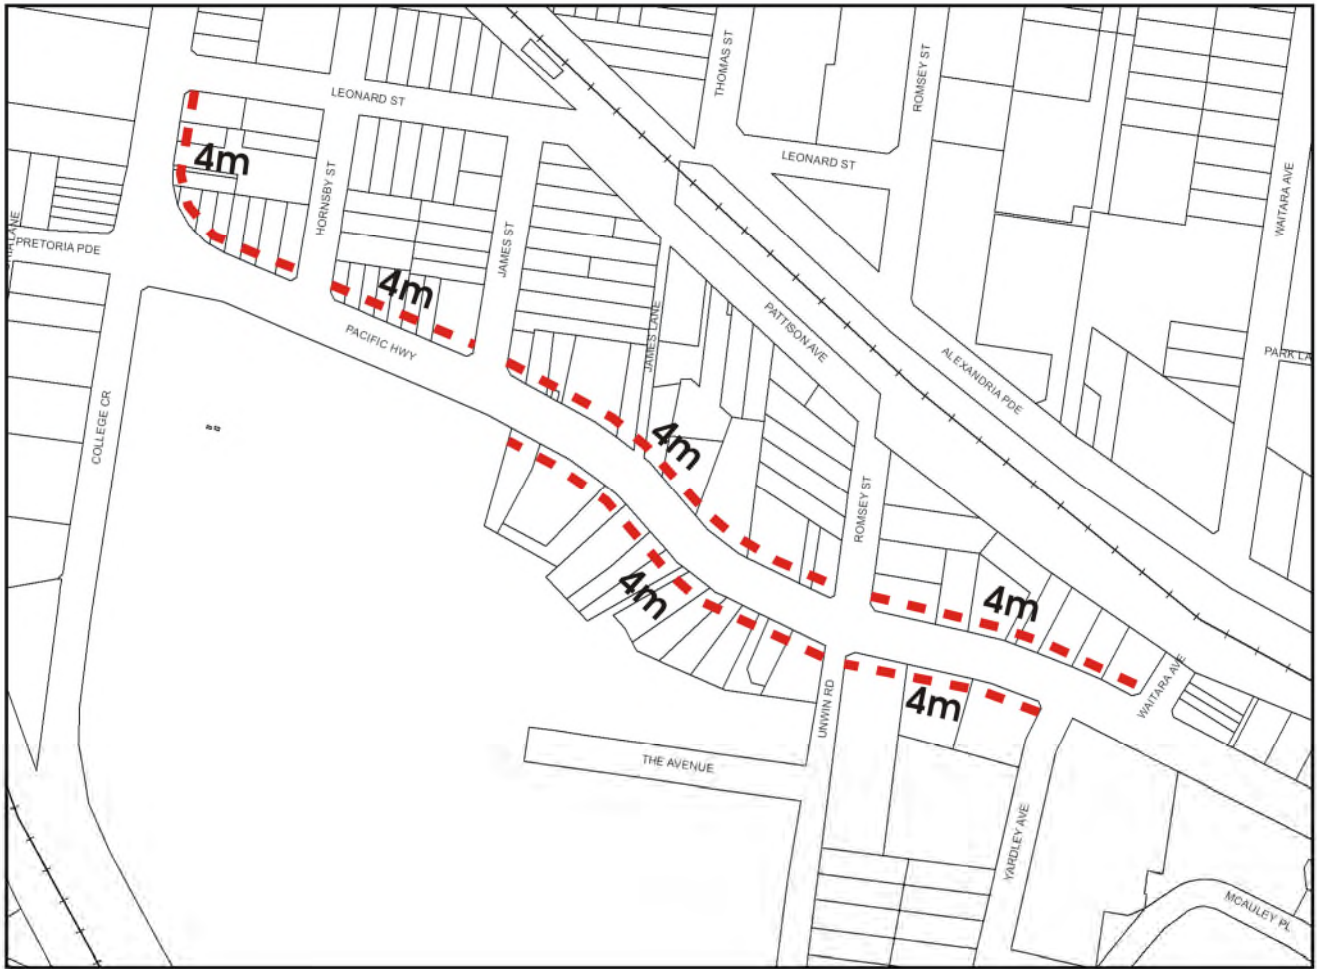 THOMAS ST
ROMSEY ST
LEONARD ST
LEONARD ST
4m
WAITARA AVE
HORNSBY ST
PRETORIA PDE
JAMES ST
4m
PACIFIC HWY
JAMES LANE
PATTISON AVE
ALEXANDRIA PDE
PARK LA
COLLEGE CR
4m
ROMSEY ST
4m
4m
WAITARA AVE
4m
UNWIN RD
THE AVENUE
YARDLEY AVE
MCAULEY PL